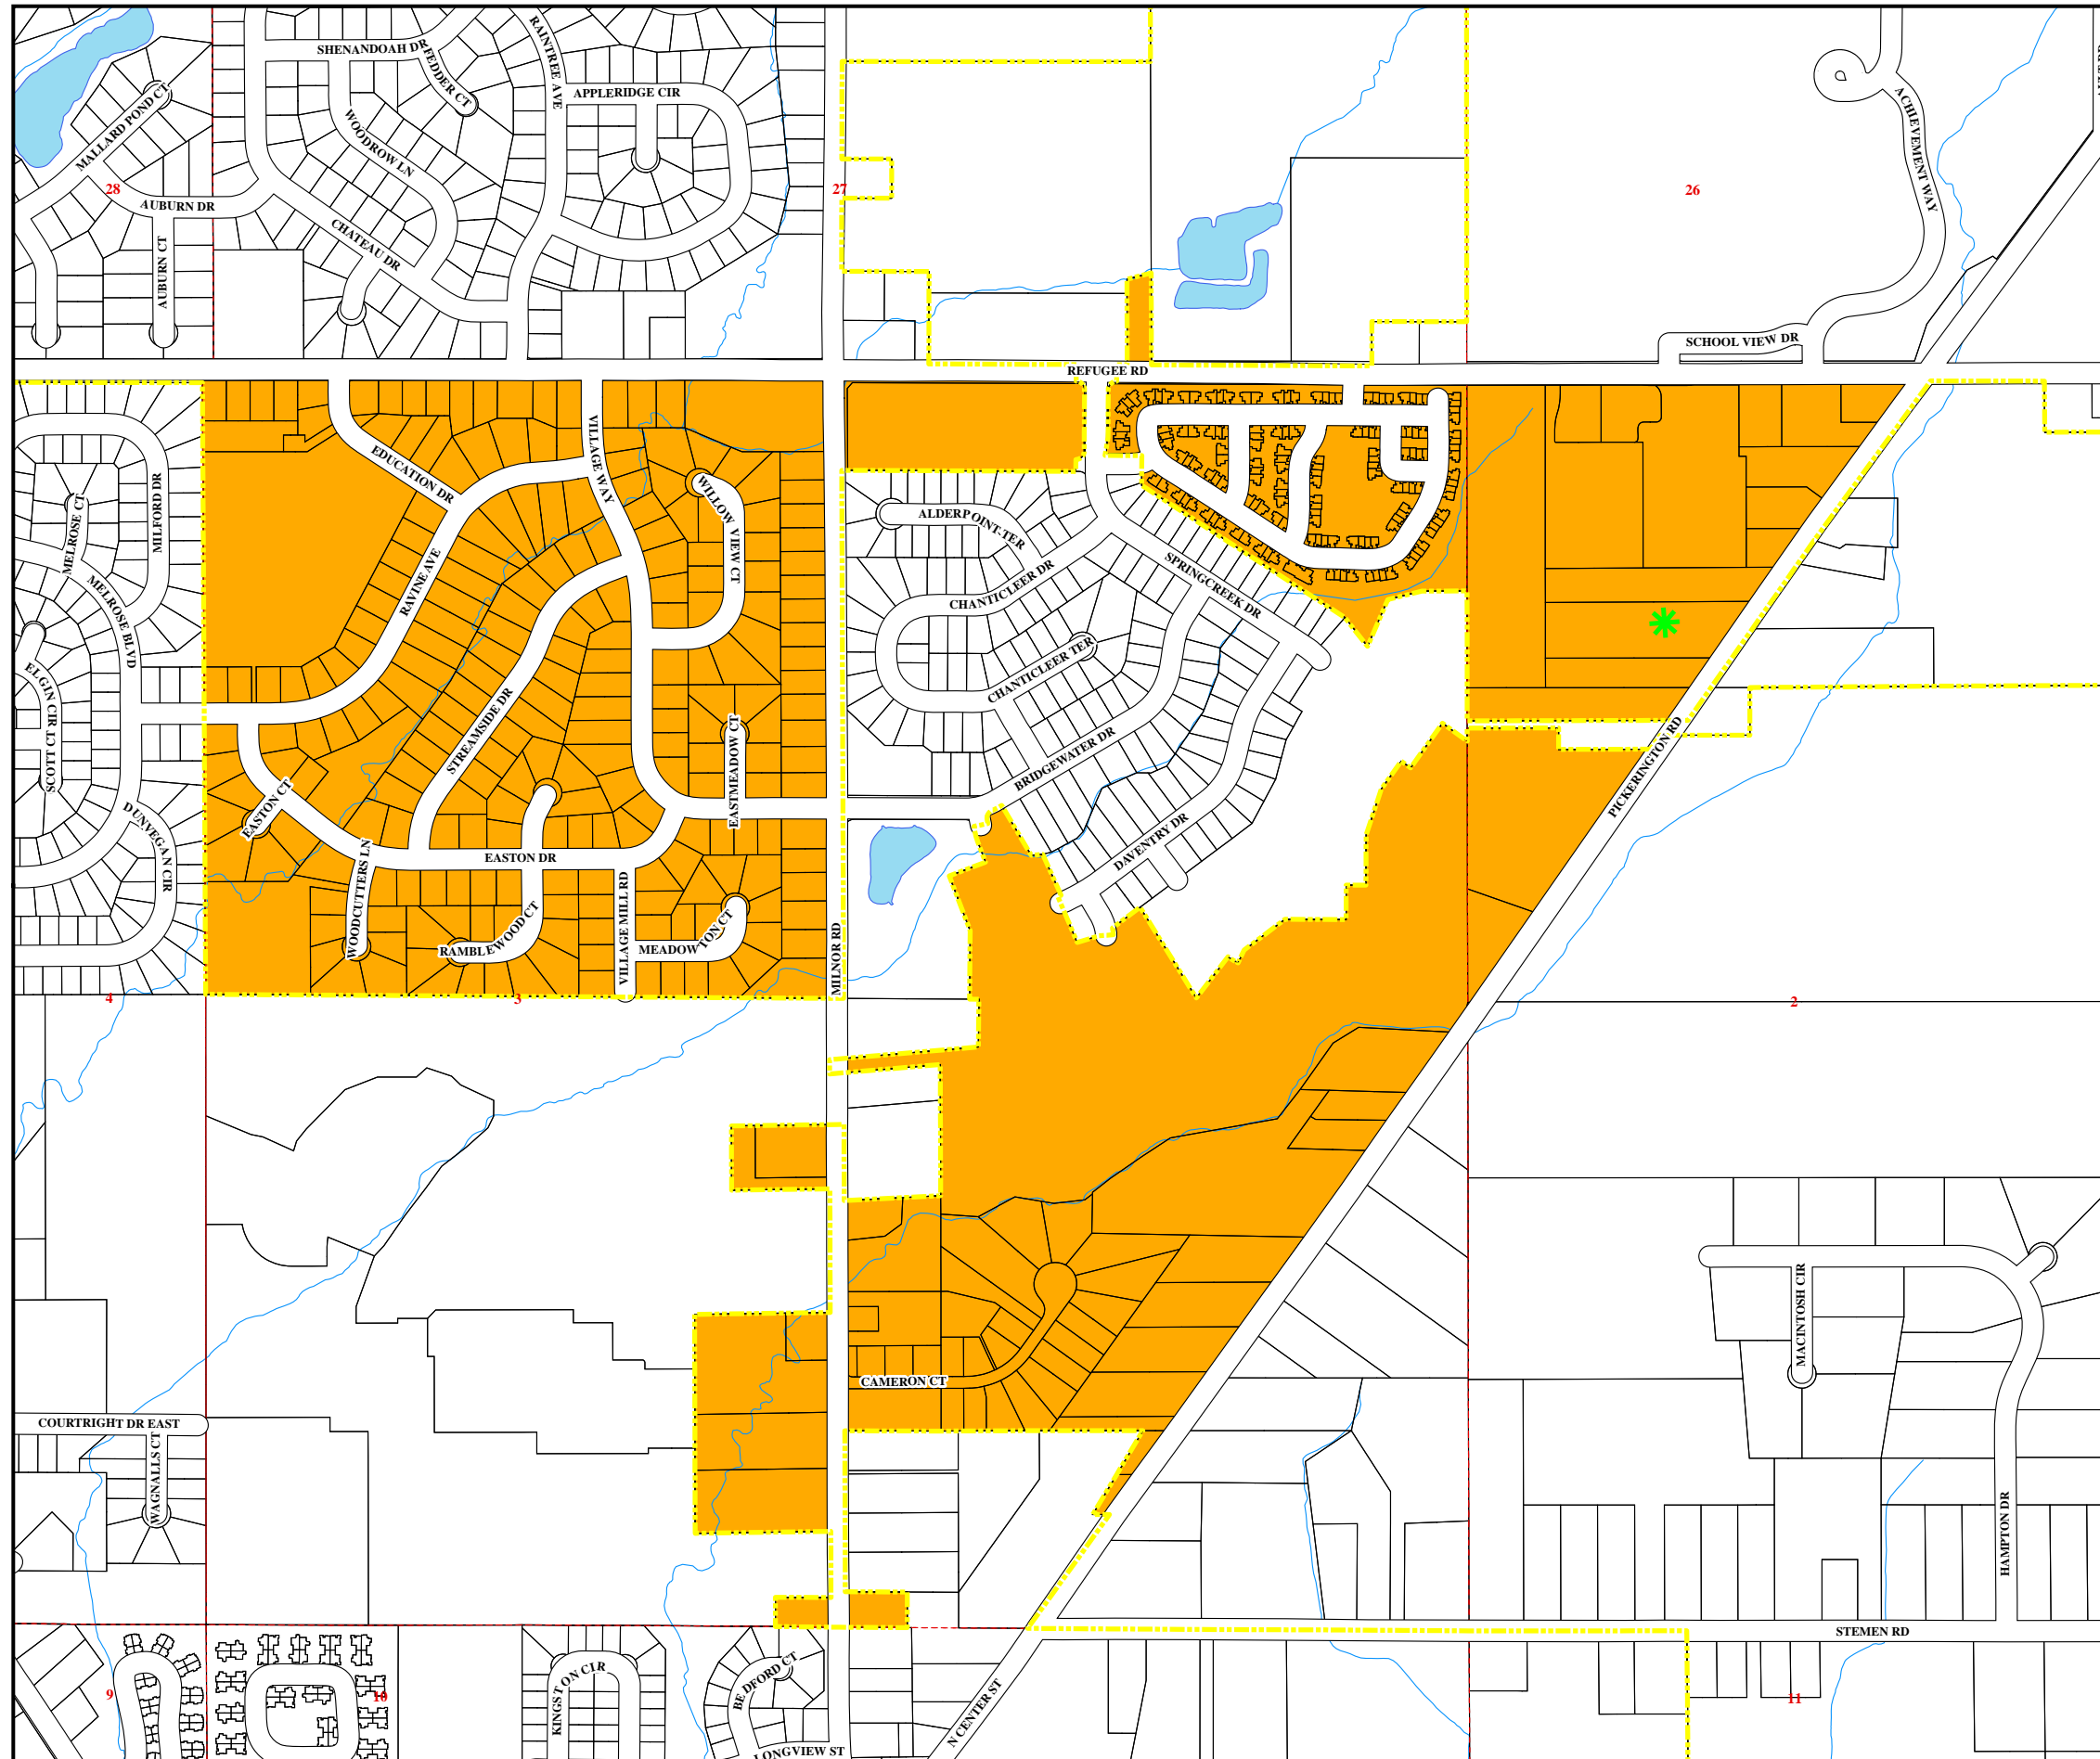 SHENANDOAH DR
FEDDER CT
RAINTREE AVE
APPLERIDGE CIR
MALLARD POND CT
WOODROW LN
ACHIEVEMENT WAY
28
27
26
AUBURN DR
AUBURN CT
CHATEAU DR
SCHOOL VIEW DR
REFUGEE RD
EDUCATION DR
VILLAGE WAY
WILLOW VIEW CT
MILFORD DR
MELROSE CT
MELROSE BLVD
RAVINE AVE
ALDERPOINT TER
CHANTICLEER DR
SPRINGCREEK DR
CHANTICLEER TER
ELGIN CIR
SCOTT CT
STREAMSIDE DR
EASTMEADOW CT
BRIDGEWATER DR
PICKERINGTON RD
EASTON CT
DUNVEGAN CIR
WOODCUTTERS LN
EASTON DR
DAVENTRY DR
VILLAGE MILL RD
RAMBLEWOOD CT
MEADOWTON CT
MILNOR RD
4
3
2
CAMERON CT
MACINTOSH CIR
COURTRIGHT DR EAST
WAGNALLS CT
HAMPTON DR
STEMEN RD
9
10
11
KINGSTON CIR
BEDFORD CT
N CENTER ST
LONGVIEW ST